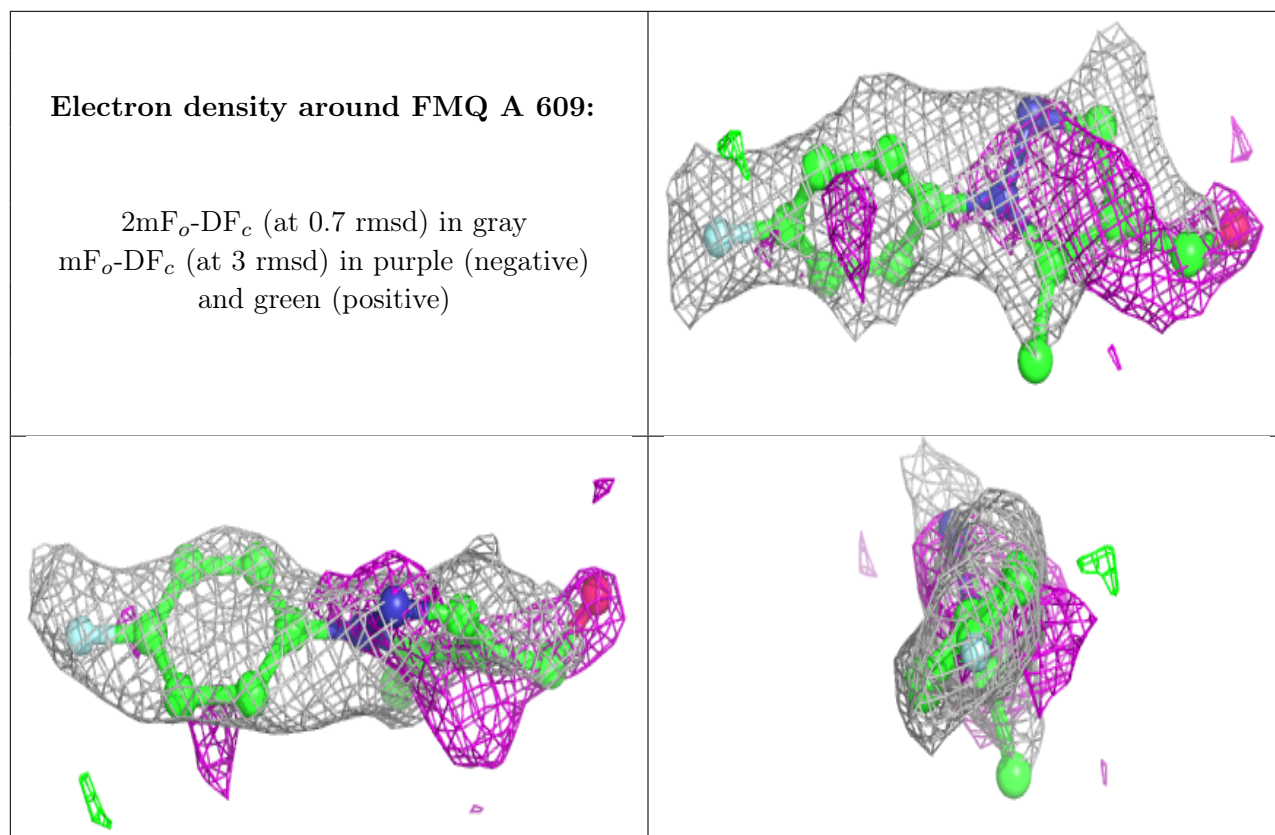 Electron density around FMQ A 609:
2mFₒ-DF𝒸 (at 0.7 rmsd) in gray
mFₒ-DF𝒸 (at 3 rmsd) in purple (negative)
and green (positive)